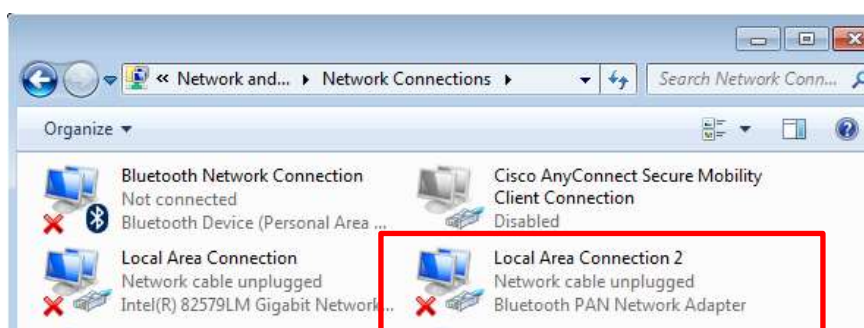 « Network and... ▸ Network Connections ▸
Search Network Conn...
Organize
Bluetooth Network Connection
Not connected
Bluetooth Device (Personal Area ...
Cisco AnyConnect Secure Mobility
Client Connection
Disabled
Local Area Connection
Network cable unplugged
Intel(R) 82579LM Gigabit Network...
Local Area Connection 2
Network cable unplugged
Bluetooth PAN Network Adapter